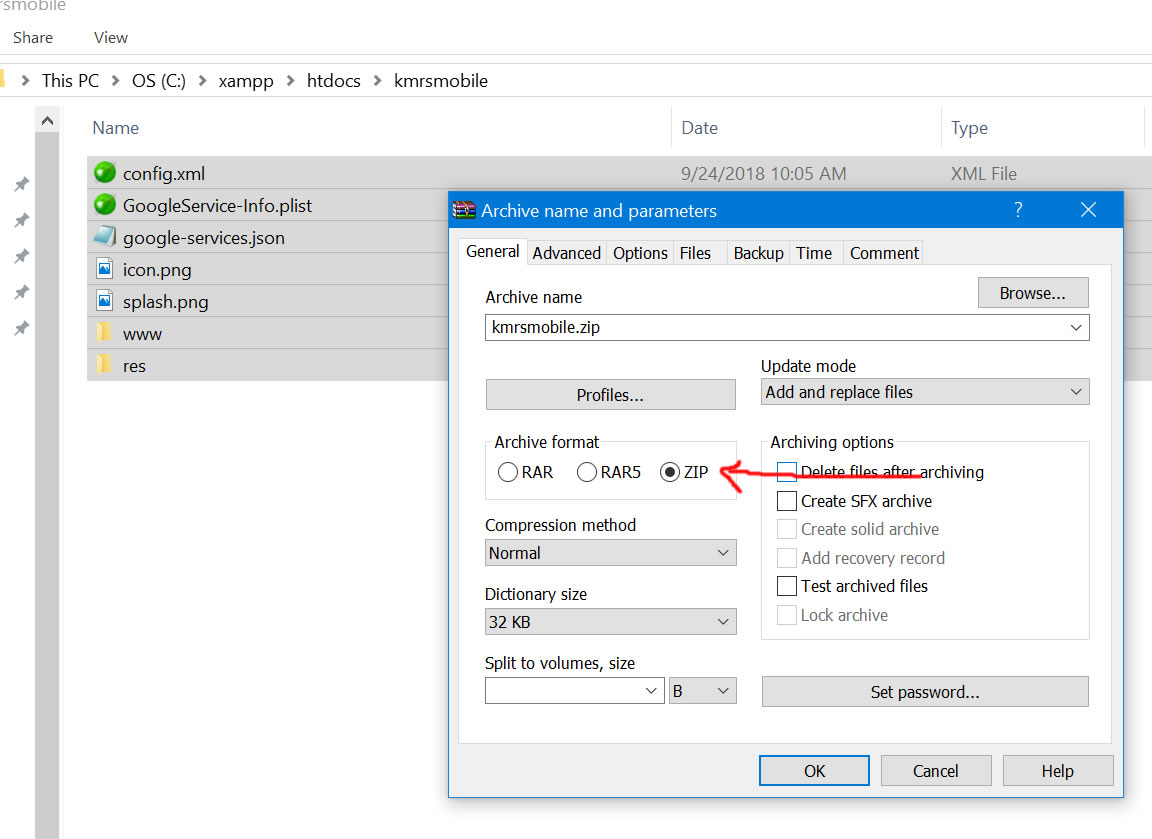 rsmobile
Share View
This PC > OS (C:) > xampp > htdocs > kmrsmobile
Name Date Type
config.xml 9/24/2018 10:05 AM XML File
GoogleService-Info.plist
google-services.json
icon.png
splash.png
www
res
Archive name and parameters ?
General Advanced Options Files Backup Time Comment
Archive name
Browse...
kmrsmobile.zip
Update mode
Profiles...
Add and replace files
Archive format
RAR RAR5 ZIP
Archiving options
Delete files after archiving
Create SFX archive
Create solid archive
Add recovery record
Test archived files
Lock archive
Compression method
Normal
Dictionary size
32 KB
Split to volumes, size
B
Set password...
OK Cancel Help